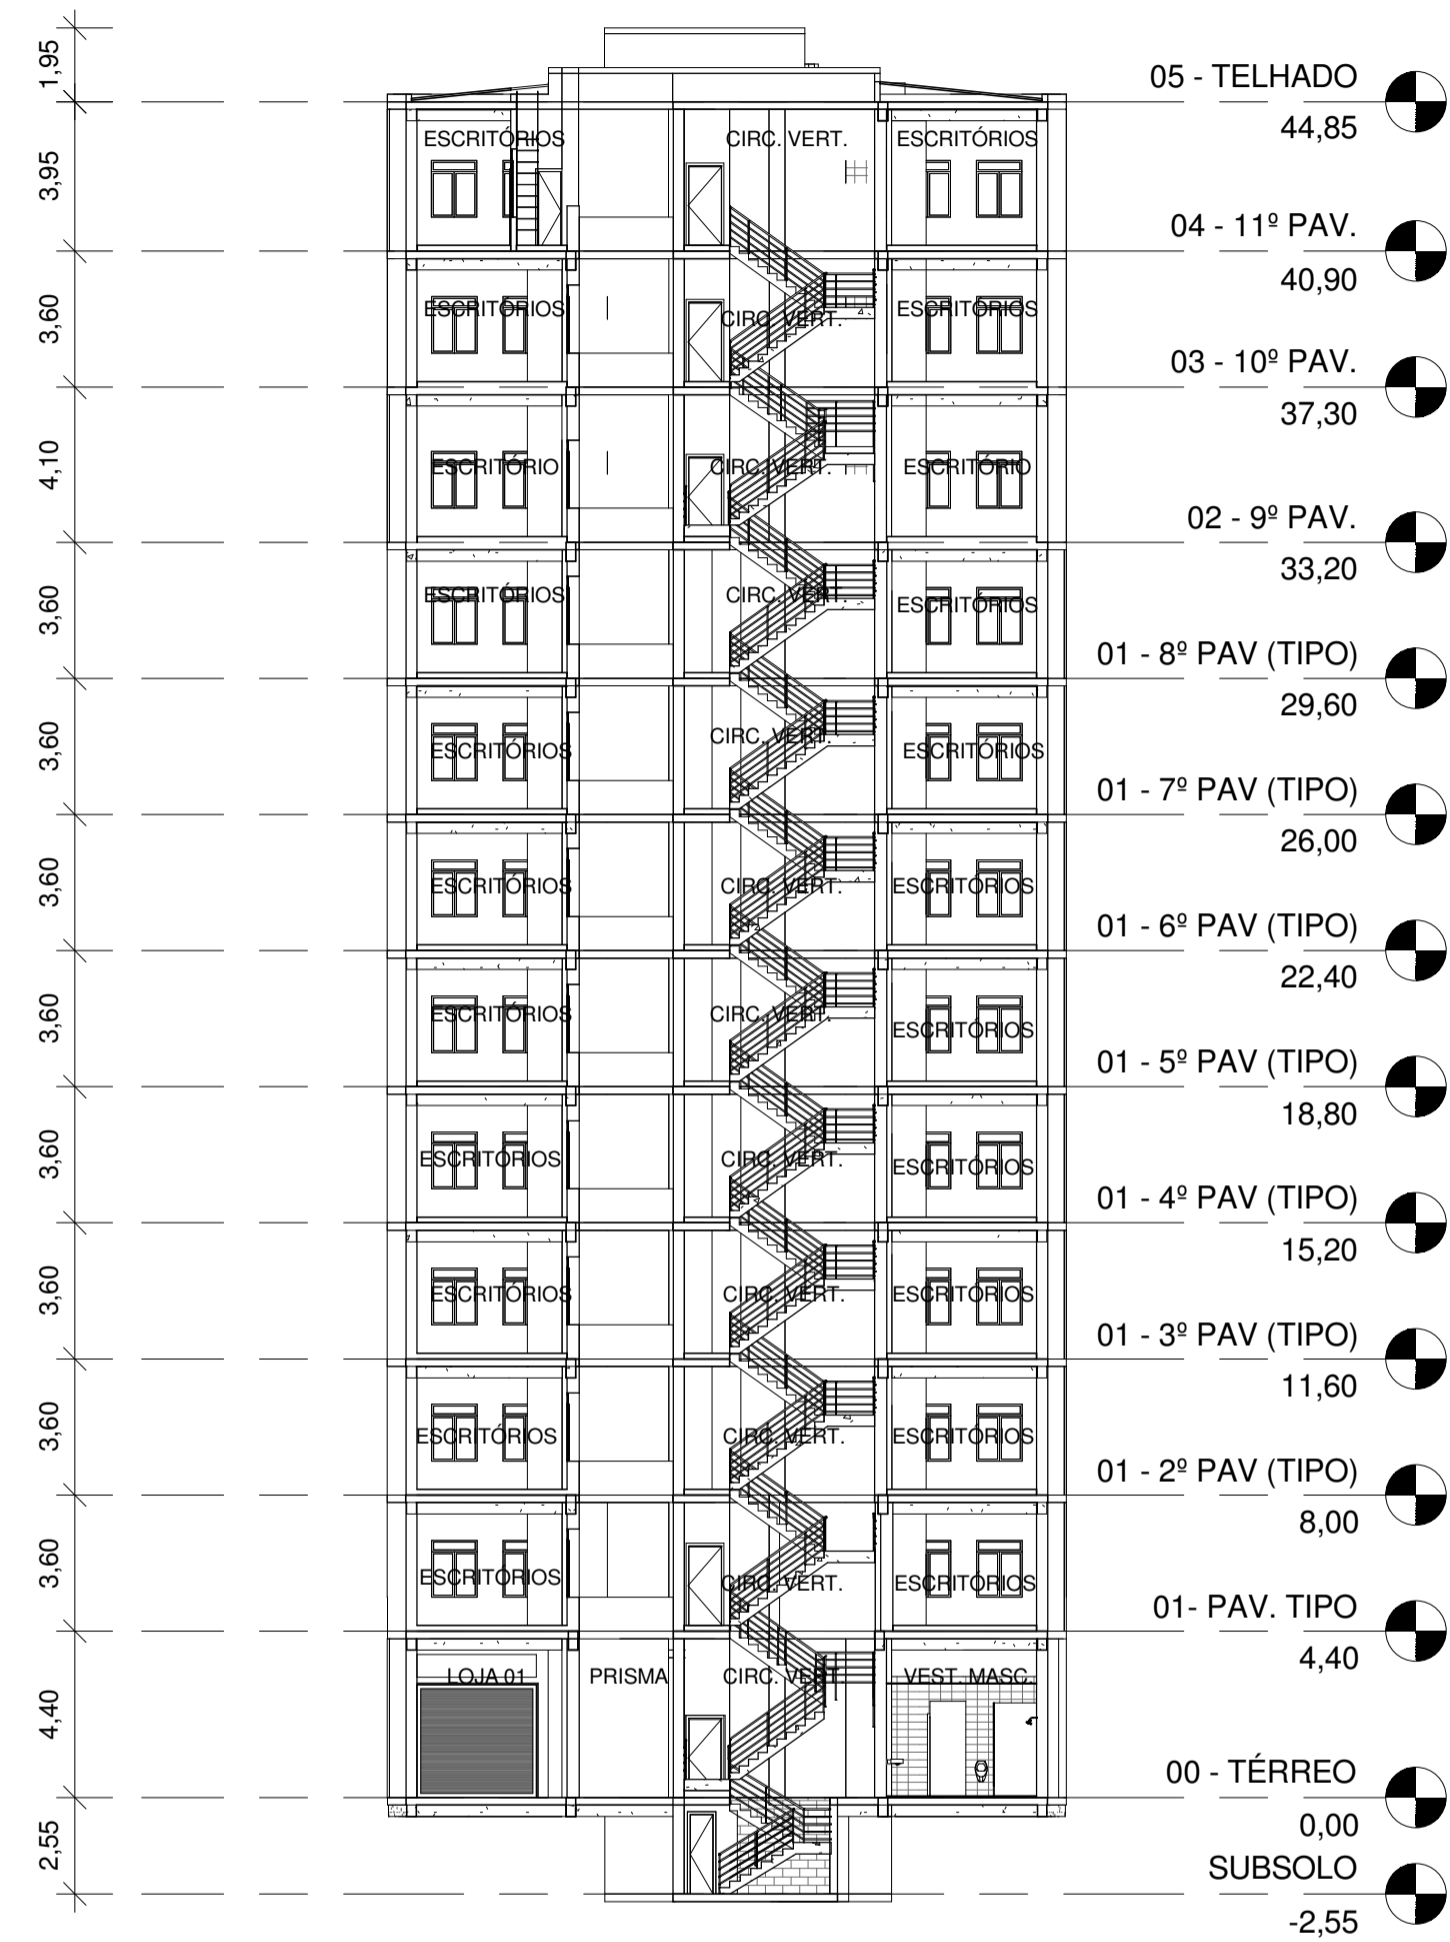 1,95
05 - TELHADO
44,85
3,95
ESCRITÓRIOS
CIRC. VERT.
ESCRITÓRIOS
04 - 11º PAV.
40,90
3,60
ESCRITÓRIOS
CIRC. VERT.
ESCRITÓRIOS
03 - 10º PAV.
37,30
4,10
ESCRITÓRIO
CIRC. VERT.
ESCRITÓRIO
02 - 9º PAV.
33,20
3,60
ESCRITÓRIOS
CIRC. VERT.
ESCRITÓRIOS
01 - 8º PAV (TIPO)
29,60
3,60
ESCRITÓRIOS
CIRC. VERT.
ESCRITÓRIOS
01 - 7º PAV (TIPO)
26,00
3,60
ESCRITÓRIOS
CIRC. VERT.
ESCRITÓRIOS
01 - 6º PAV (TIPO)
22,40
3,60
ESCRITÓRIOS
CIRC. VERT.
ESCRITÓRIOS
01 - 5º PAV (TIPO)
18,80
3,60
ESCRITÓRIOS
CIRC. VERT.
ESCRITÓRIOS
01 - 4º PAV (TIPO)
15,20
3,60
ESCRITÓRIOS
CIRC. VERT.
ESCRITÓRIOS
01 - 3º PAV (TIPO)
11,60
3,60
ESCRITÓRIOS
CIRC. VERT.
ESCRITÓRIOS
01 - 2º PAV (TIPO)
8,00
3,60
ESCRITÓRIOS
CIRC. VERT.
ESCRITÓRIOS
01- PAV. TIPO
4,40
4,40
LOJA 01
PRISMA
CIRC. VERT.
VEST. MASC.
00 - TÉRREO
0,00
2,55
SUBSOLO
-2,55